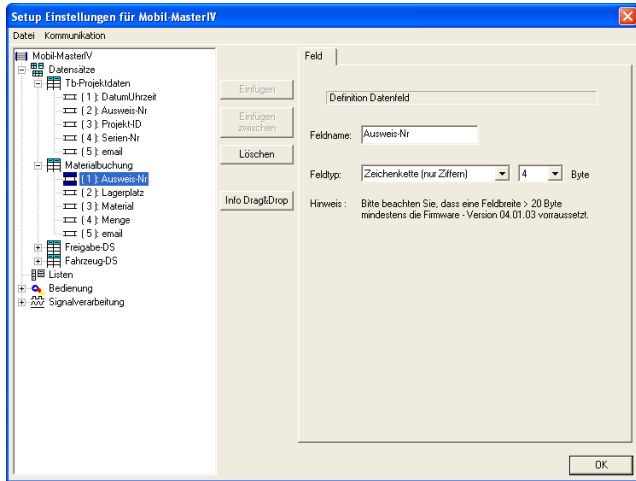 Setup Einstellungen für Mobil-MasterIV
Datei Kommunikation
Mobil-MasterIV
Datensätze
Tb-Projektdaten
( 1 ): DatumUhrzeit
( 2 ): Ausweis-Nr
( 3 ): Projekt-ID
( 4 ): Serien-Nr
( 5 ): email
Materialbuchung
( 1 ): Ausweis-Nr
( 2 ): Lagerplatz
( 3 ): Material
( 4 ): Menge
( 5 ): email
Freigabe-DS
Fahrzeug-DS
Listen
Bedienung
Signalverarbeitung
Einfügen
Einfügen
zwischen
Löschen
Info Drag&Drop
Feld
Definition Datenfeld
Feldname: Ausweis-Nr
Feldtyp: Zeichenkette (nur Ziffern) 4 Byte
Hinweis : Bitte beachten Sie, dass eine Feldbreite > 20 Byte
mindestens die Firmware - Version 04.01.03 vorraussetzt.
OK